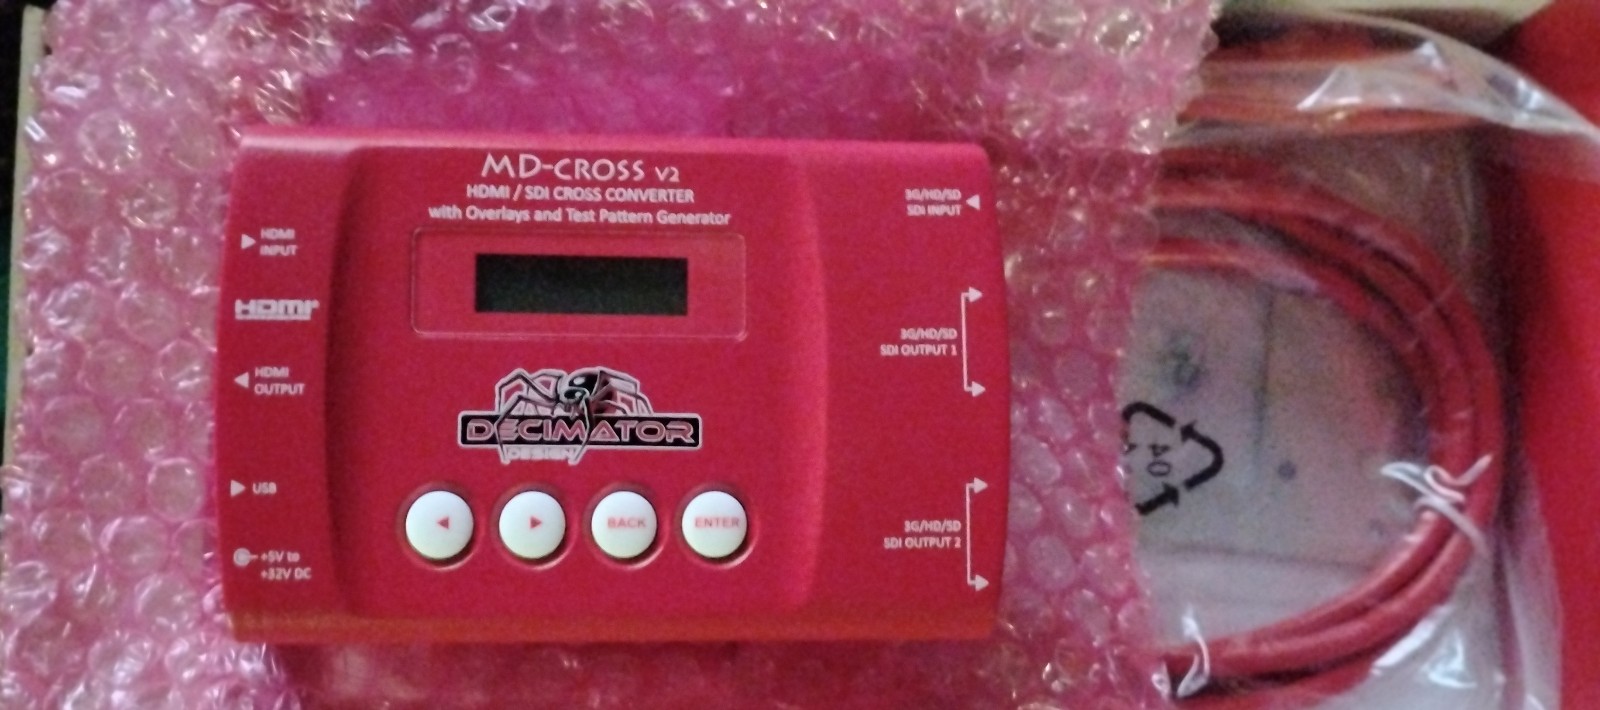 MD-CROSS V2
HDMI / SDI CROSS CONVERTER
with Overlays and Test Pattern Generator
HDMI
INPUT
HDMI
HDMI
OUTPUT
USB
+5V to
+32V DC
3G/HD/SD
SDI INPUT
3G/HD/SD
SDI OUTPUT 1
3G/HD/SD
SDI OUTPUT 2
DECIMATOR
DESIGN
BACK
ENTER
04